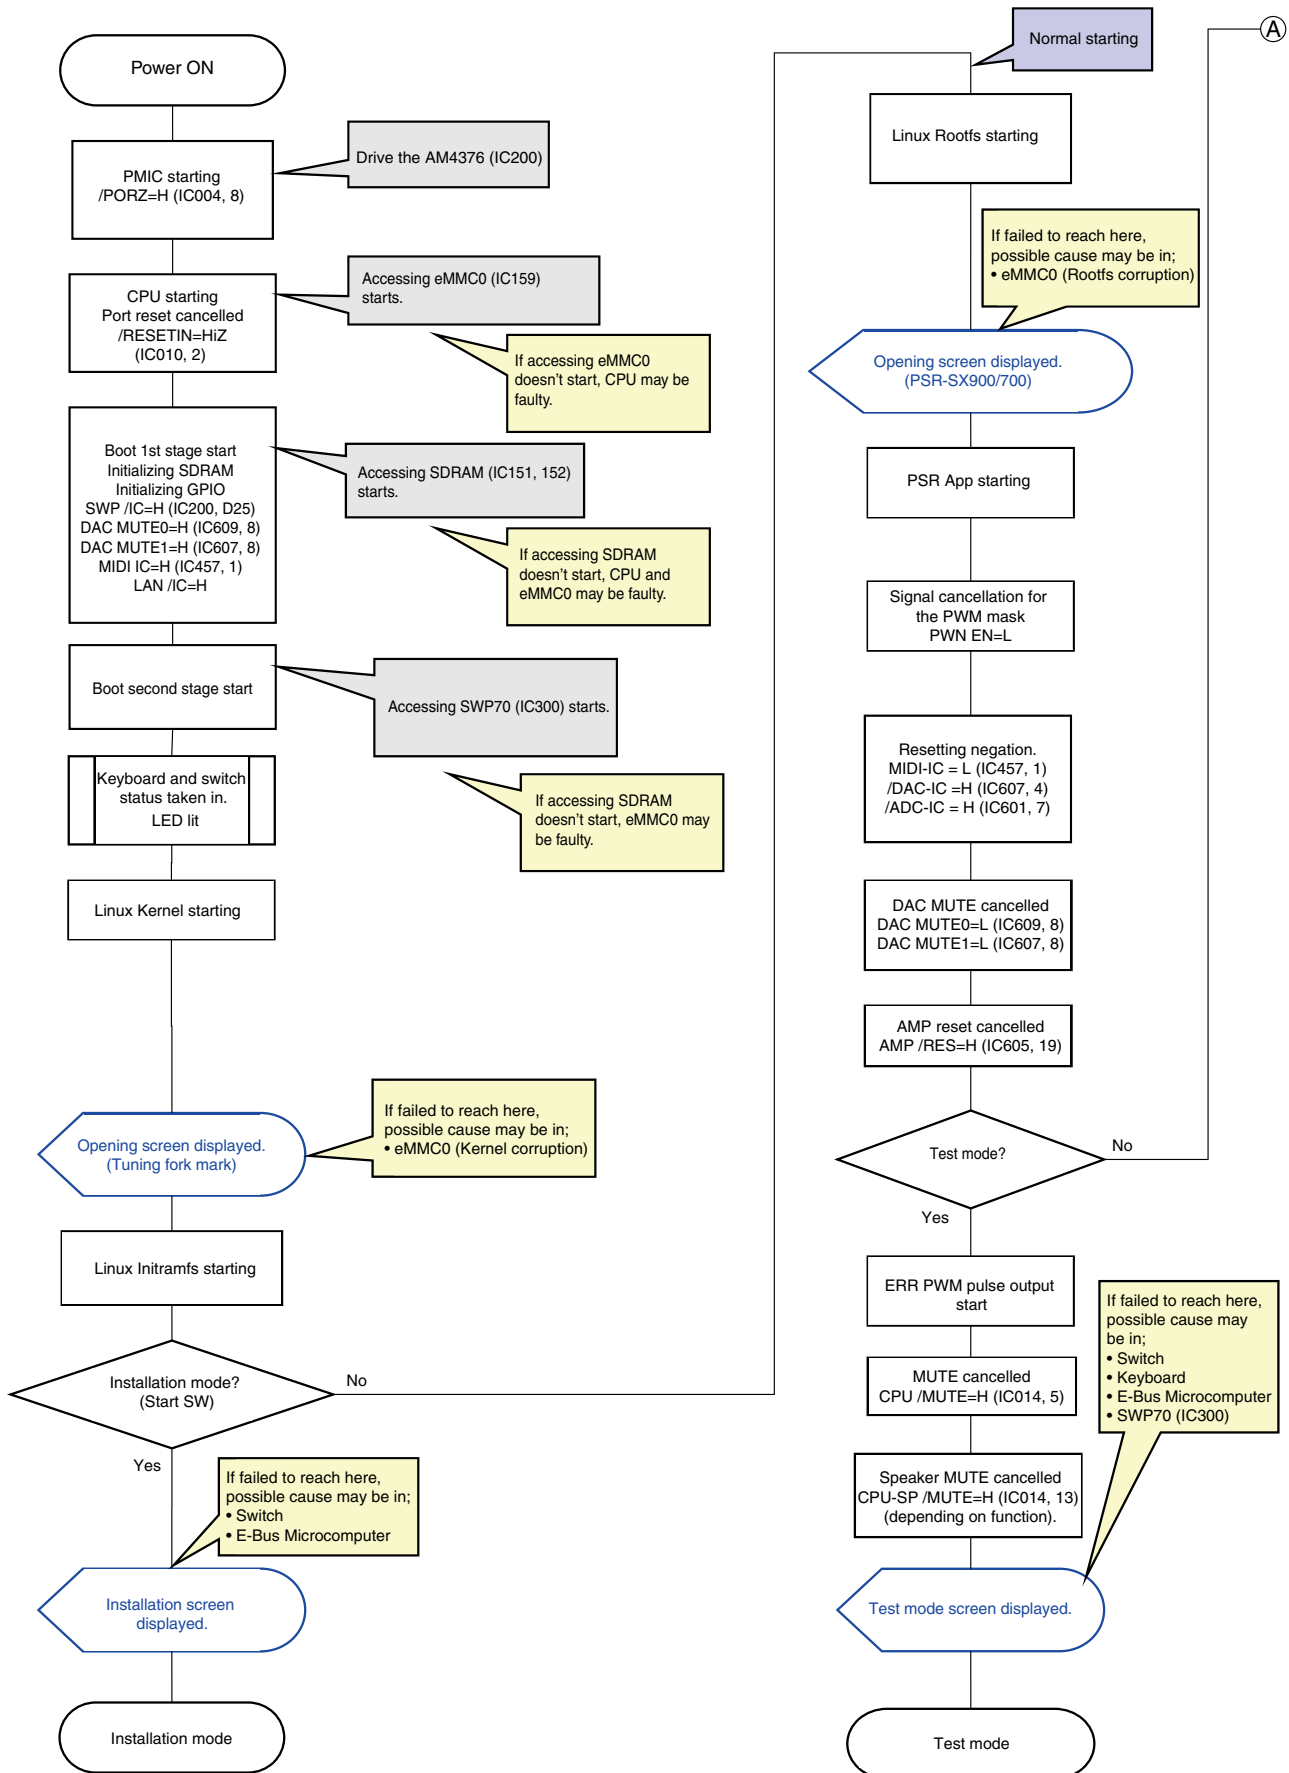 Power ON
PMIC starting
/PORZ=H (IC004, 8)
Drive the AM4376 (IC200)
CPU starting
Port reset cancelled
/RESETIN=HiZ
(IC010, 2)
Accessing eMMC0 (IC159)
starts.
If accessing eMMC0
doesn't start, CPU may be
faulty.
Boot 1st stage start
Initializing SDRAM
Initializing GPIO
SWP /IC=H (IC200, D25)
DAC MUTE0=H (IC609, 8)
DAC MUTE1=H (IC607, 8)
MIDI IC=H (IC457, 1)
LAN /IC=H
Accessing SDRAM (IC151, 152)
starts.
If accessing SDRAM
doesn't start, CPU and
eMMC0 may be faulty.
Boot second stage start
Accessing SWP70 (IC300) starts.
Keyboard and switch
status taken in.
LED lit
If accessing SDRAM
doesn't start, eMMC0 may
be faulty.
Linux Kernel starting
Opening screen displayed.
(Tuning fork mark)
If failed to reach here,
possible cause may be in;
• eMMC0 (Kernel corruption)
Linux Initramfs starting
Installation mode?
(Start SW)
No
Yes
If failed to reach here,
possible cause may be in;
• Switch
• E-Bus Microcomputer
Installation screen
displayed.
Installation mode
Normal starting
A
Linux Rootfs starting
If failed to reach here,
possible cause may be in;
• eMMC0 (Rootfs corruption)
Opening screen displayed.
(PSR-SX900/700)
PSR App starting
Signal cancellation for
the PWM mask
PWN EN=L
Resetting negation.
MIDI-IC = L (IC457, 1)
/DAC-IC =H (IC607, 4)
/ADC-IC = H (IC601, 7)
DAC MUTE cancelled
DAC MUTE0=L (IC609, 8)
DAC MUTE1=L (IC607, 8)
AMP reset cancelled
AMP /RES=H (IC605, 19)
Test mode?
No
Yes
ERR PWM pulse output
start
MUTE cancelled
CPU /MUTE=H (IC014, 5)
Speaker MUTE cancelled
CPU-SP /MUTE=H (IC014, 13)
(depending on function).
If failed to reach here,
possible cause may
be in;
• Switch
• Keyboard
• E-Bus Microcomputer
• SWP70 (IC300)
Test mode screen displayed.
Test mode